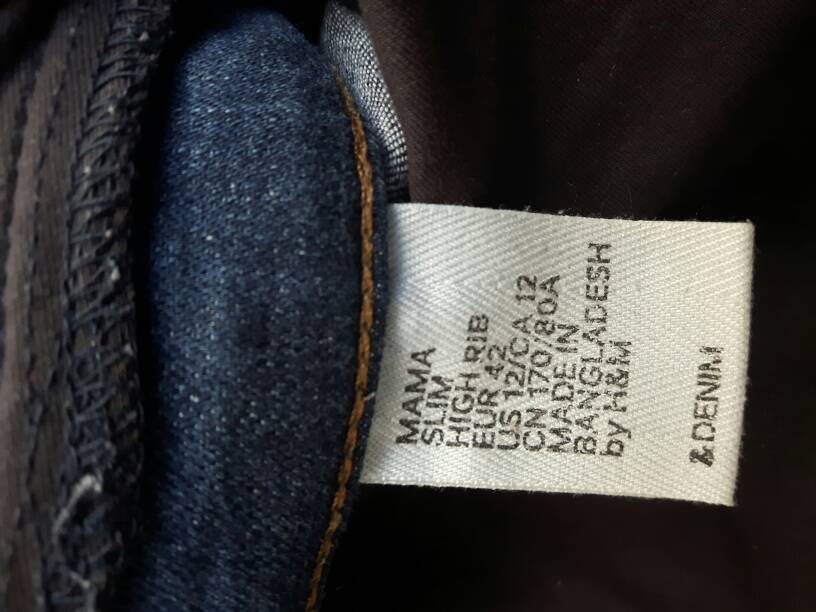 MAMA
SLIM
HIGH RIB
EUR 42
US 12/CA 12
CN 170/80A
MADE IN
BANGLADESH
by H&M
&DENIM